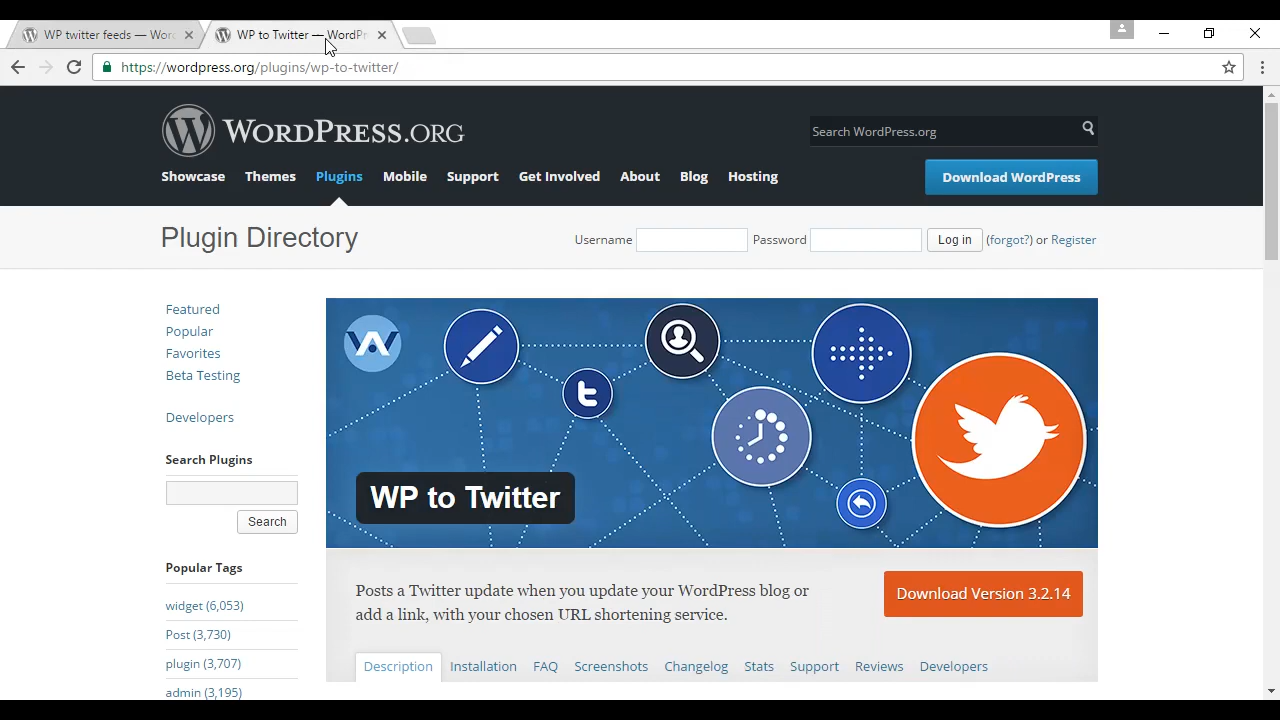 WP twitter feeds — Word
WP to Twitter — WordPr
https://wordpress.org/plugins/wp-to-twitter/
WORDPRESS.ORG
Search WordPress.org
Showcase Themes Plugins Mobile Support Get Involved About Blog Hosting
Download WordPress
Plugin Directory
Username Password Log in (forgot?) or Register
Featured
Popular
Favorites
Beta Testing
Developers
Search Plugins
Search
Popular Tags
widget (6,053)
Post (3,730)
plugin (3,707)
admin (3,195)
WP to Twitter
Posts a Twitter update when you update your WordPress blog or
add a link, with your chosen URL shortening service.
Download Version 3.2.14
Description Installation FAQ Screenshots Changelog Stats Support Reviews Developers